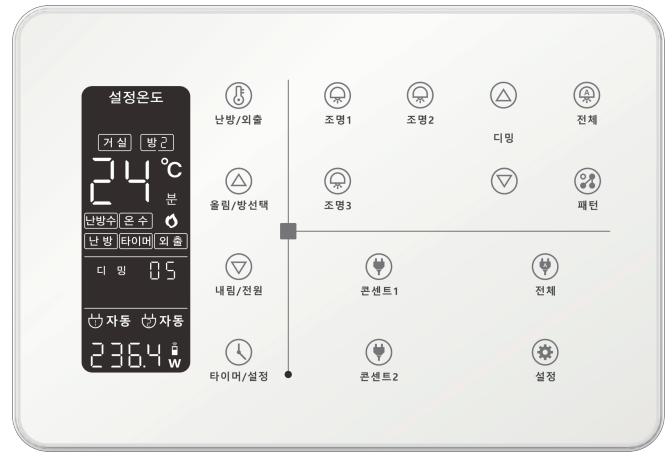 설정온도
거실 방2
24℃
분
난방수 온수
난방 타이머 외출
디밍 05
1 자동 2 자동
236.4 W
난방/외출
올림/방선택
내림/전원
타이머/설정
조명1 조명2 디밍 A 전체
조명3 패턴
콘센트1 A 전체
콘센트2 설정